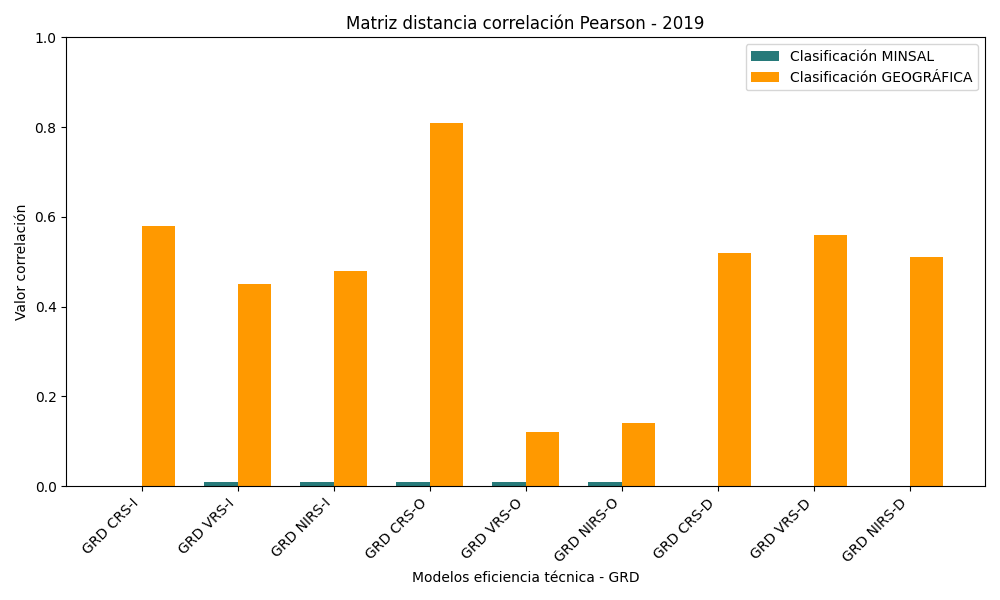 Matriz distancia correlación Pearson - 2019
Clasificación MINSAL
Clasificación GEOGRÁFICA
Valor correlación
1.0
0.8
0.6
0.4
0.2
0.0
GRD CRS-I
GRD VRS-I
GRD NIRS-I
GRD CRS-O
GRD VRS-O
GRD NIRS-O
GRD CRS-D
GRD VRS-D
GRD NIRS-D
Modelos eficiencia técnica - GRD